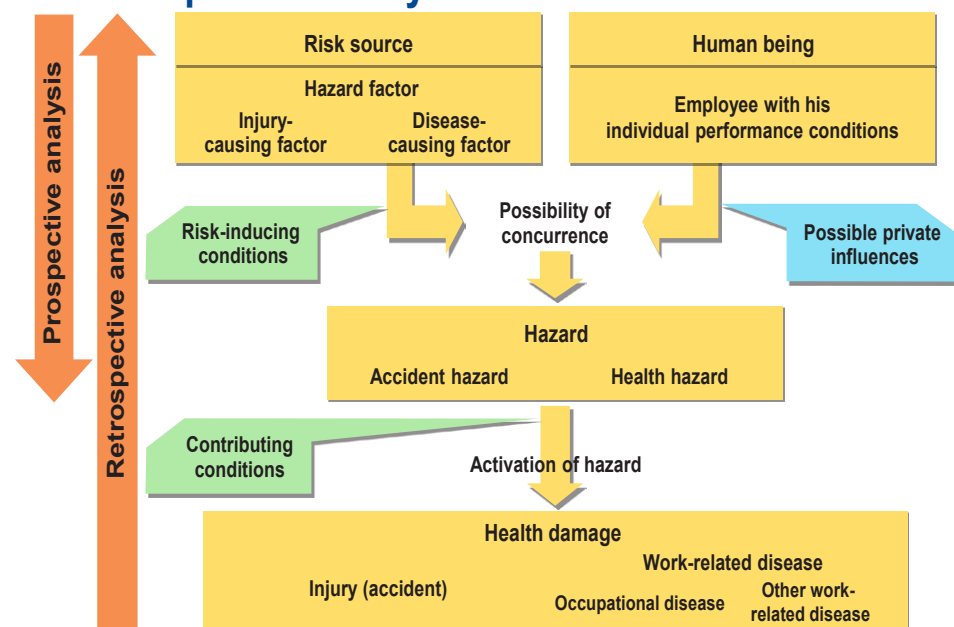 Prospective analysis
Retrospective analysis
Risk source
Hazard factor
Injury-
causing factor
Disease-
causing factor
Human being
Employee with his
individual performance conditions
Risk-inducing
conditions
Possibility of
concurrence
Possible private
influences
Hazard
Accident hazard
Health hazard
Contributing
conditions
Activation of hazard
Health damage
Work-related disease
Injury (accident)
Occupational disease
Other work-
related disease